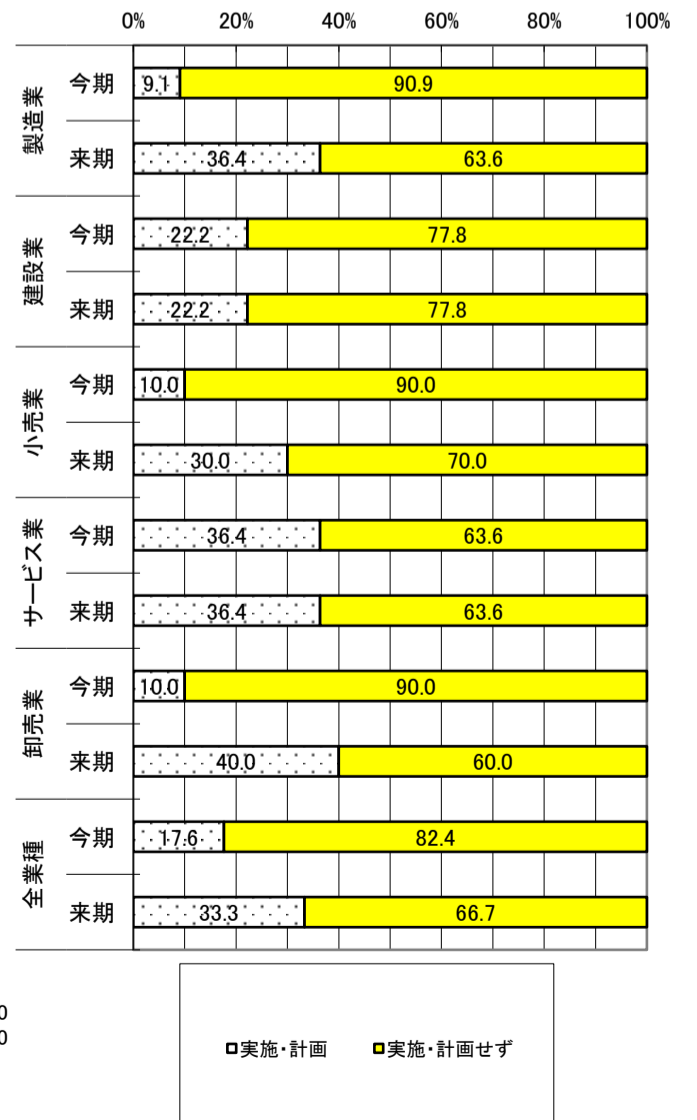 0% 20% 40% 60% 80% 100%
製造業
今期 9.1 90.9
来期 36.4 63.6
建設業
今期 22.2 77.8
来期 22.2 77.8
小売業
今期 10.0 90.0
来期 30.0 70.0
サービス業
今期 36.4 63.6
来期 36.4 63.6
卸売業
今期 10.0 90.0
来期 40.0 60.0
全業種
今期 17.6 82.4
来期 33.3 66.7
0
0
実施・計画 実施・計画せず